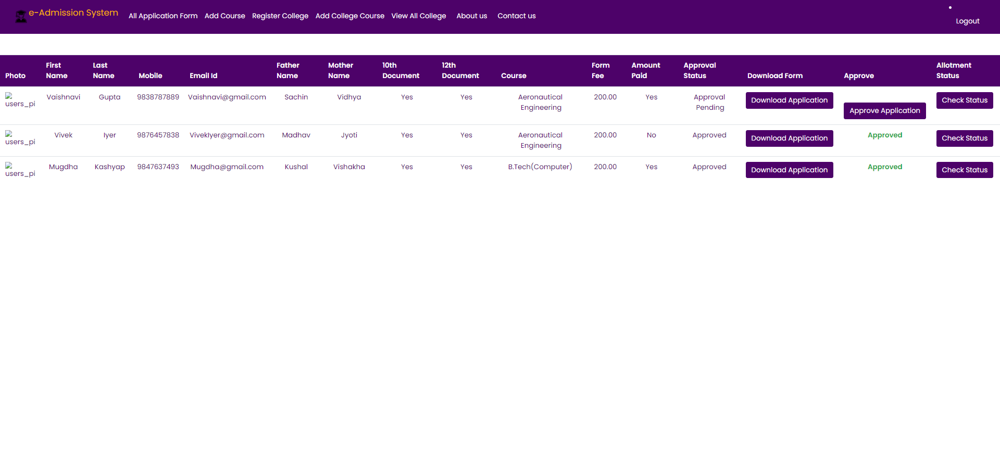 e-Admission System All Application Form Add Course Register College Add College Course View All College About us Contact us Logout
Photo First Name Last Name Mobile Email Id Father Name Mother Name 10th Document 12th Document Course Form Fee Amount Paid Approval Status Download Form Approve Allotment Status
users_pi Vaishnavi Gupta 9838787889 Vaishnavi@gmail.com Sachin Vidhya Yes Yes Aeronautical Engineering 200.00 Yes Approval Pending Download Application Approve Application Check Status
users_pi Vivek Iyer 9876457838 VivekIyer@gmail.com Madhav Jyoti Yes Yes Aeronautical Engineering 200.00 No Approved Download Application Approved Check Status
users_pi Mugdha Kashyap 9847637493 Mugdha@gmail.com Kushal Vishakha Yes Yes B.Tech(Computer) 200.00 Yes Approved Download Application Approved Check Status